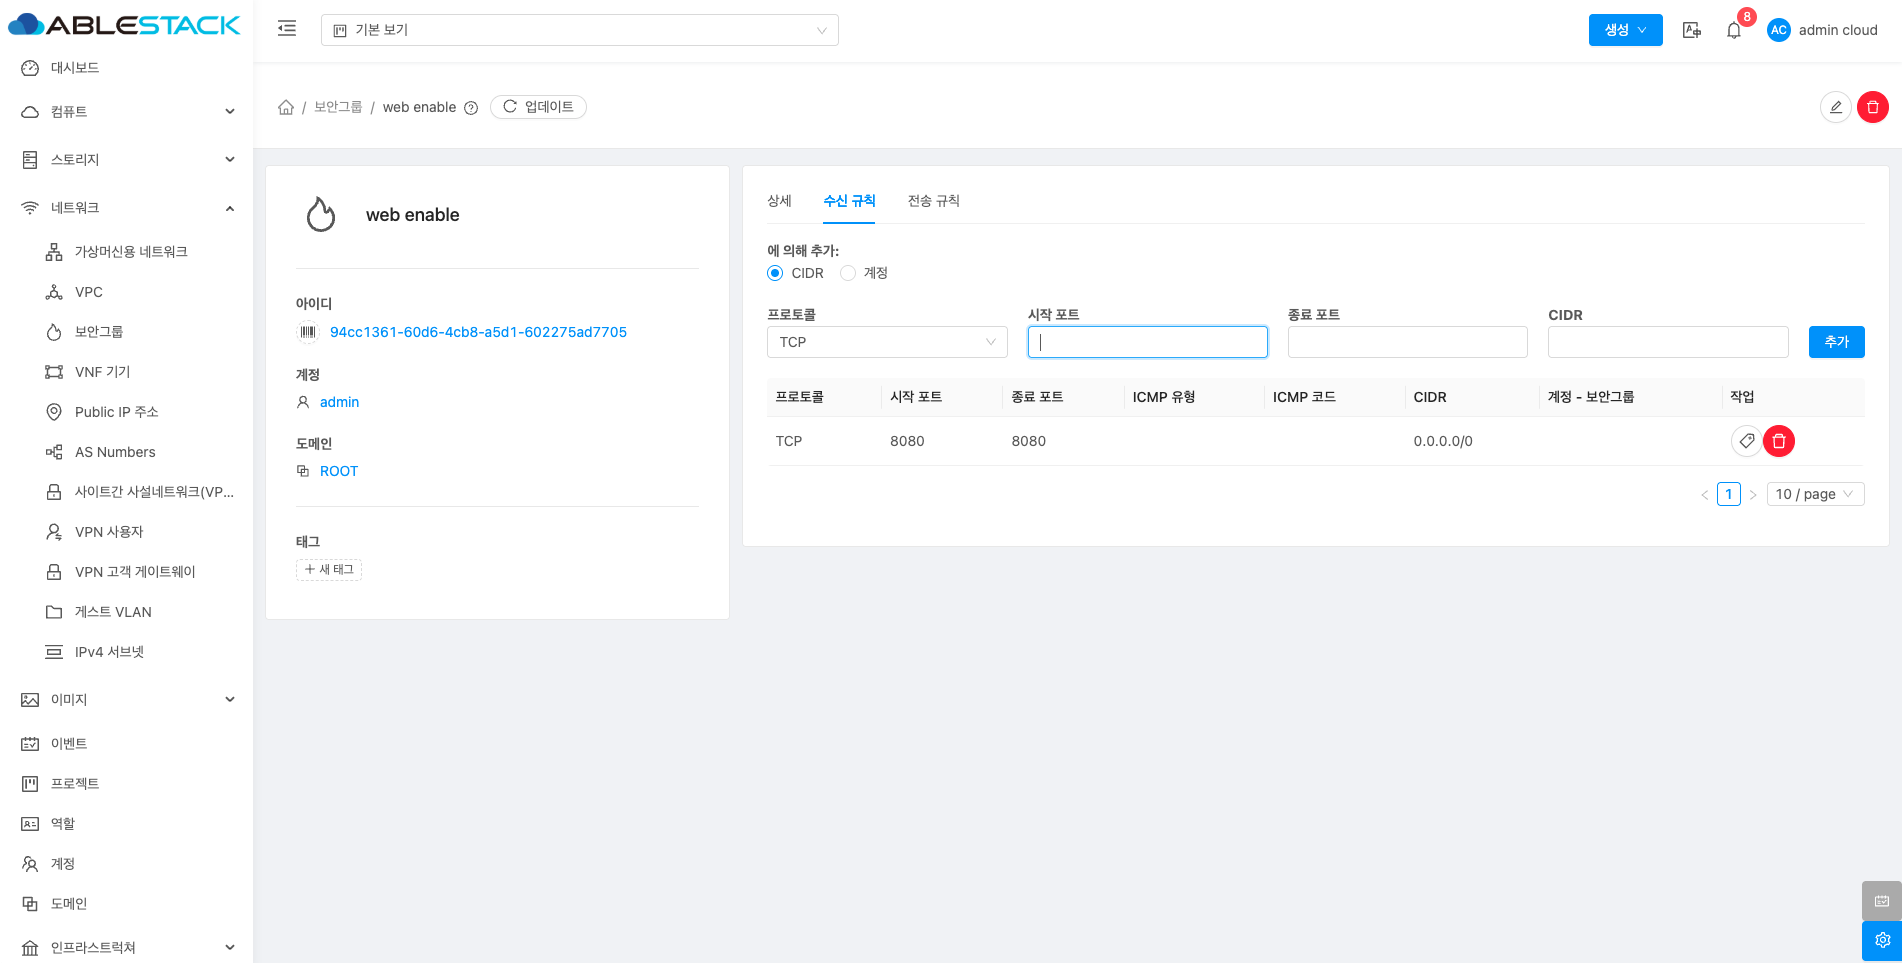 ABLESTACK
기본 보기
생성
8
AC
admin cloud
대시보드
컴퓨트
스토리지
네트워크
가상머신용 네트워크
VPC
보안그룹
VNF 기기
Public IP 주소
AS Numbers
사이트간 사설네트워크(VP...
VPN 사용자
VPN 고객 게이트웨이
게스트 VLAN
IPv4 서브넷
이미지
이벤트
프로젝트
역할
계정
도메인
인프라스트럭쳐
/ 보안그룹 / web enable
업데이트
web enable
아이디
94cc1361-60d6-4cb8-a5d1-602275ad7705
계정
admin
도메인
ROOT
태그
새 태그
상세 수신 규칙 전송 규칙
에 의해 추가:
CIDR 계정
프로토콜 시작 포트 종료 포트 CIDR
TCP 추가
프로토콜 시작 포트 종료 포트 ICMP 유형 ICMP 코드 CIDR 계정 - 보안그룹 작업
TCP 8080 8080 0.0.0.0/0
< 1 > 10 / page